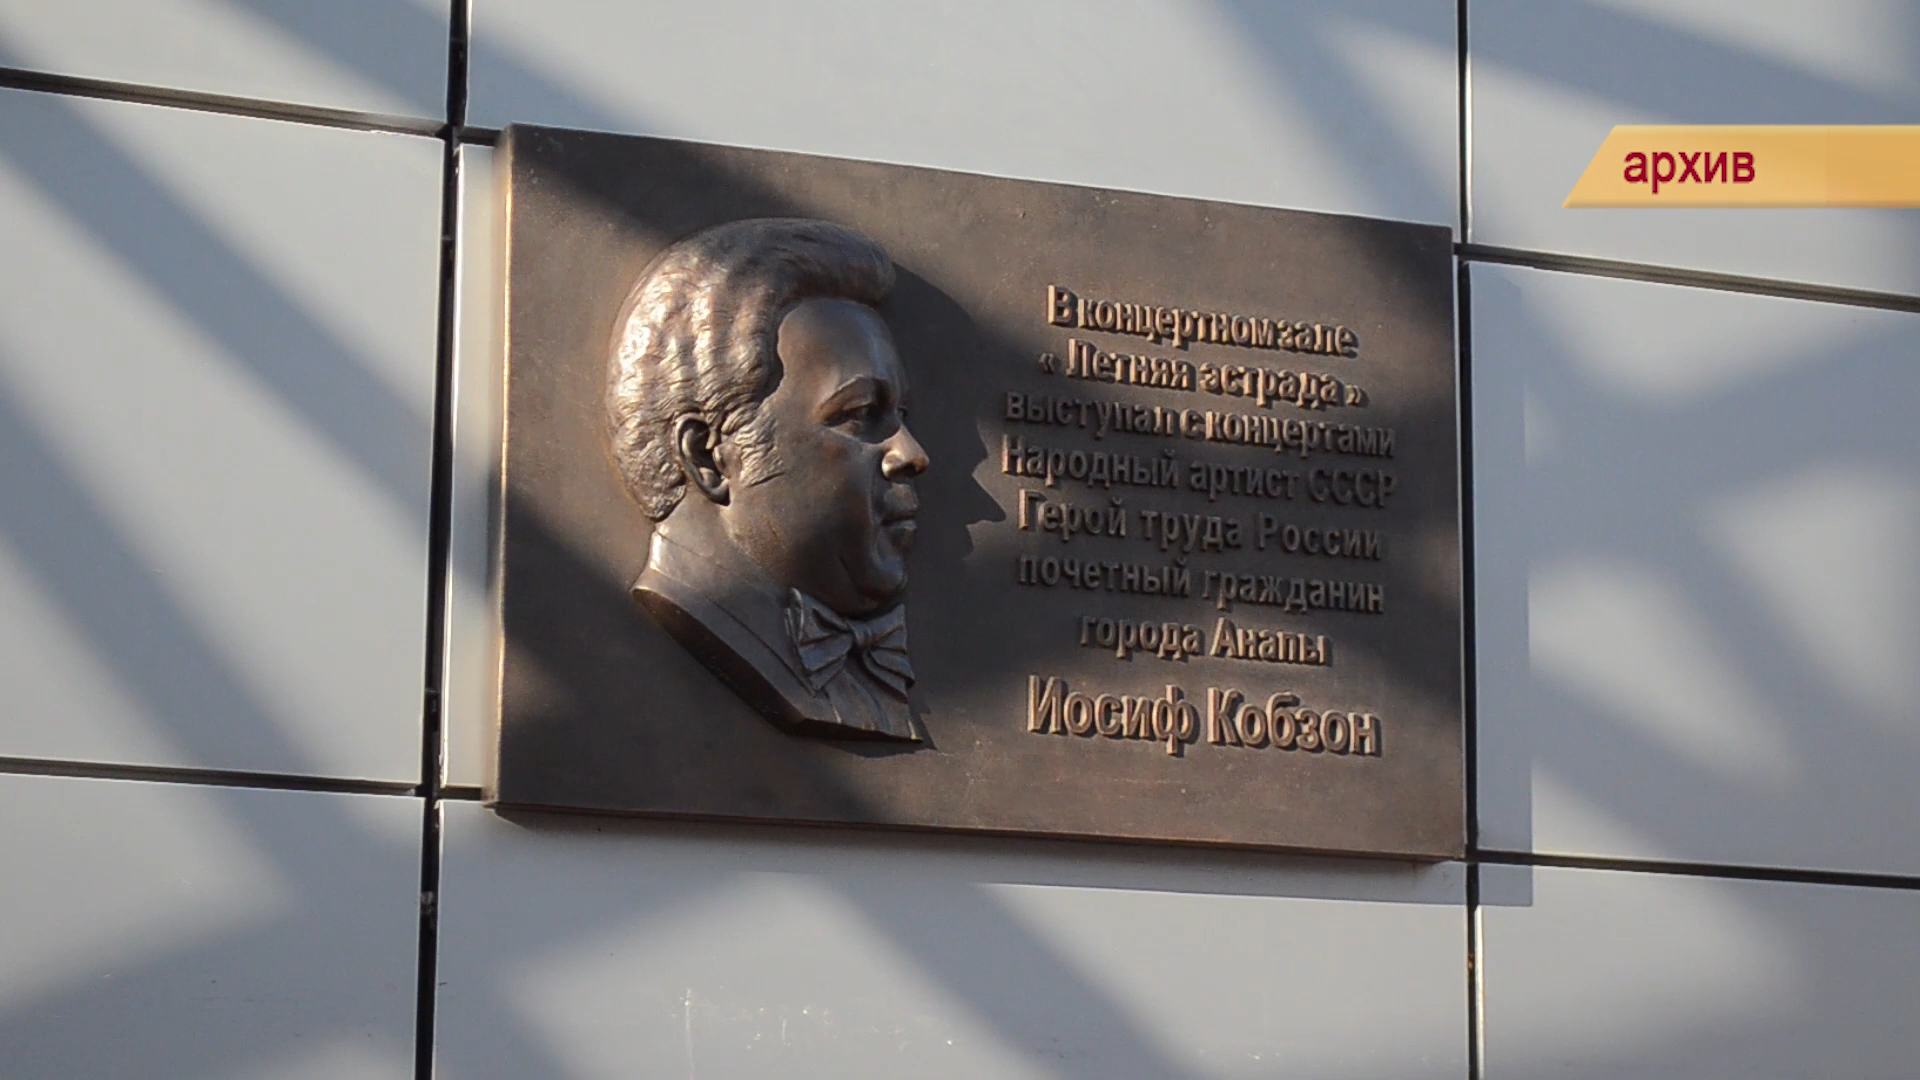 архив
В концертном зале
« Летняя эстрада »
выступал с концертами
Народный артист СССР
Герой труда России
почетный гражданин
города Анапы
Иосиф Кобзон